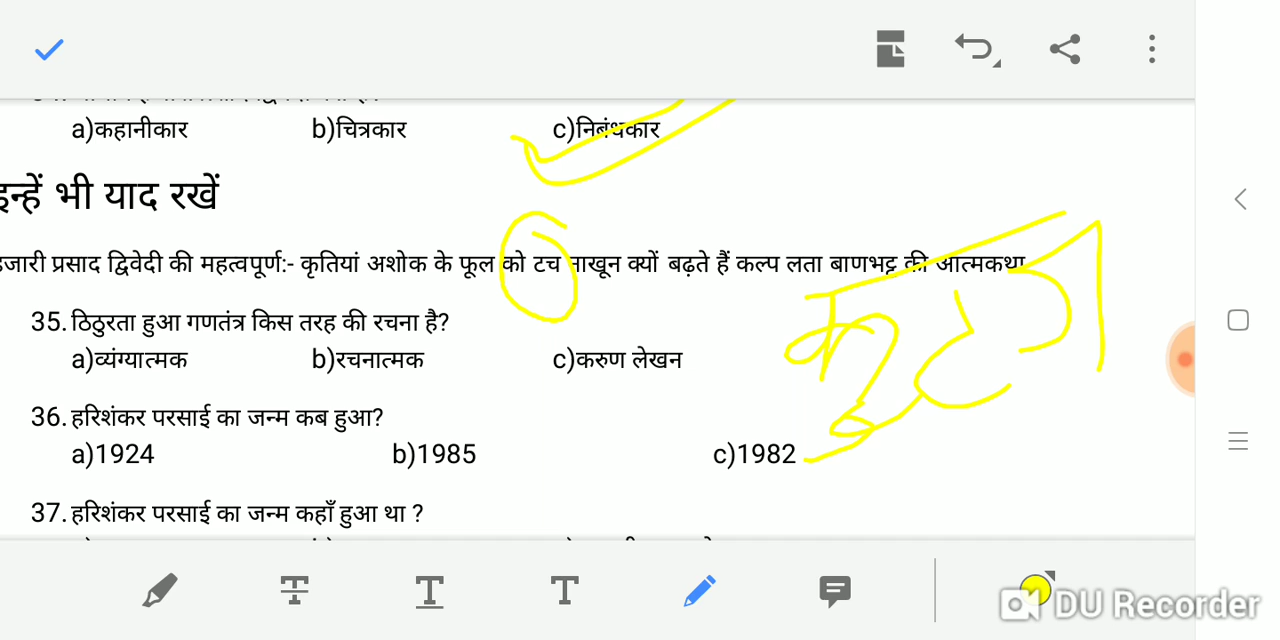 a)कहानीकार b)चित्रकार c)निबंधकार
इन्हें भी याद रखें
हजारी प्रसाद द्विवेदी की महत्वपूर्ण:- कृतियां अशोक के फूल को टच नाखून क्यों बढ़ते हैं कल्प लता बाणभट्ट की आत्मकथा
35. ठिठुरता हुआ गणतंत्र किस तरह की रचना है?
a)व्यंग्यात्मक b)रचनात्मक c)करुण लेखन
36. हरिशंकर परसाई का जन्म कब हुआ?
a)1924 b)1985 c)1982
37. हरिशंकर परसाई का जन्म कहाँ हुआ था ?
DU Recorder